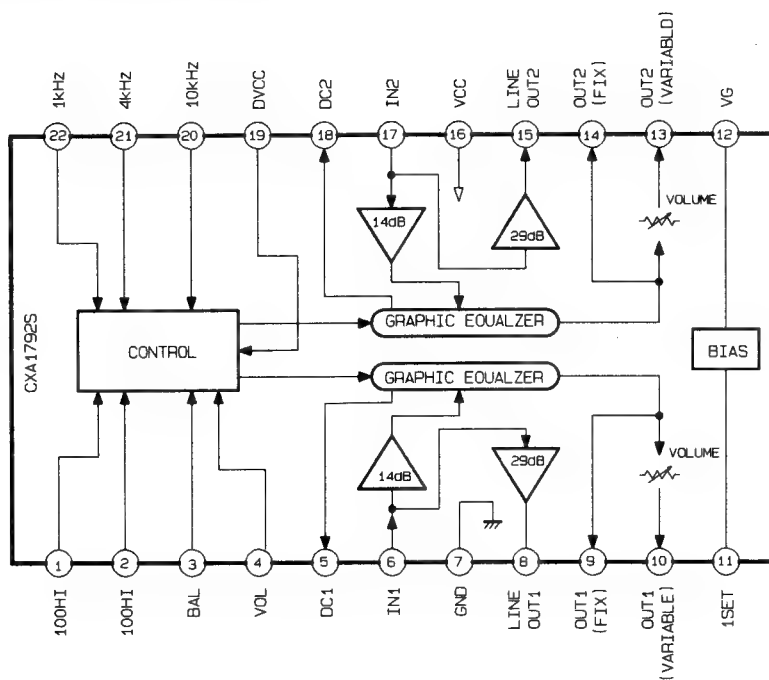 1kHz
4kHz
10kHz
DVCC
DC2
IN2
VCC
LINE
OUT2
OUT2
(FIX)
OUT2
(VARIABLD)
VG
22
21
20
19
18
17
16
15
14
13
12
CXA1792S
CONTROL
14dB
29dB
GRAPHIC EQUALZER
VOLUME
BIAS
GRAPHIC EQUALZER
14dB
29dB
VOLUME
1
2
3
4
5
6
7
8
9
10
11
100HI
100HI
BAL
VOL
DC1
IN1
GND
LINE
OUT1
OUT1
(FIX)
OUT1
(VARIABLE)
1SET